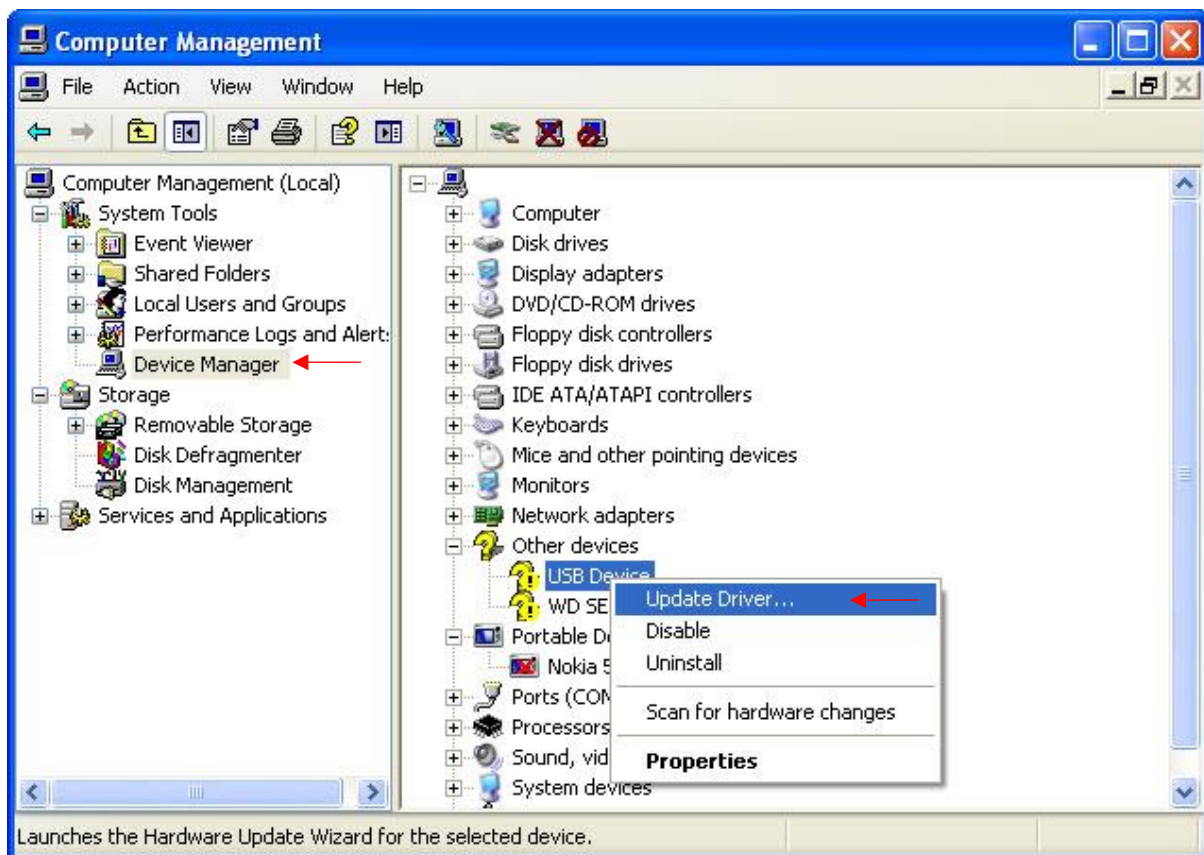 Computer Management
File Action View Window Help
Computer Management (Local)
System Tools
Event Viewer
Shared Folders
Local Users and Groups
Performance Logs and Alert
Device Manager
Storage
Removable Storage
Disk Defragmenter
Disk Management
Services and Applications
Computer
Disk drives
Display adapters
DVD/CD-ROM drives
Floppy disk controllers
Floppy disk drives
IDE ATA/ATAPI controllers
Keyboards
Mice and other pointing devices
Monitors
Network adapters
Other devices
USB Device
WD SE
Portable D
Nokia 5
Ports (COM
Processors
Sound, vid
System devices
Update Driver...
Disable
Uninstall
Scan for hardware changes
Properties
Launches the Hardware Update Wizard for the selected device.